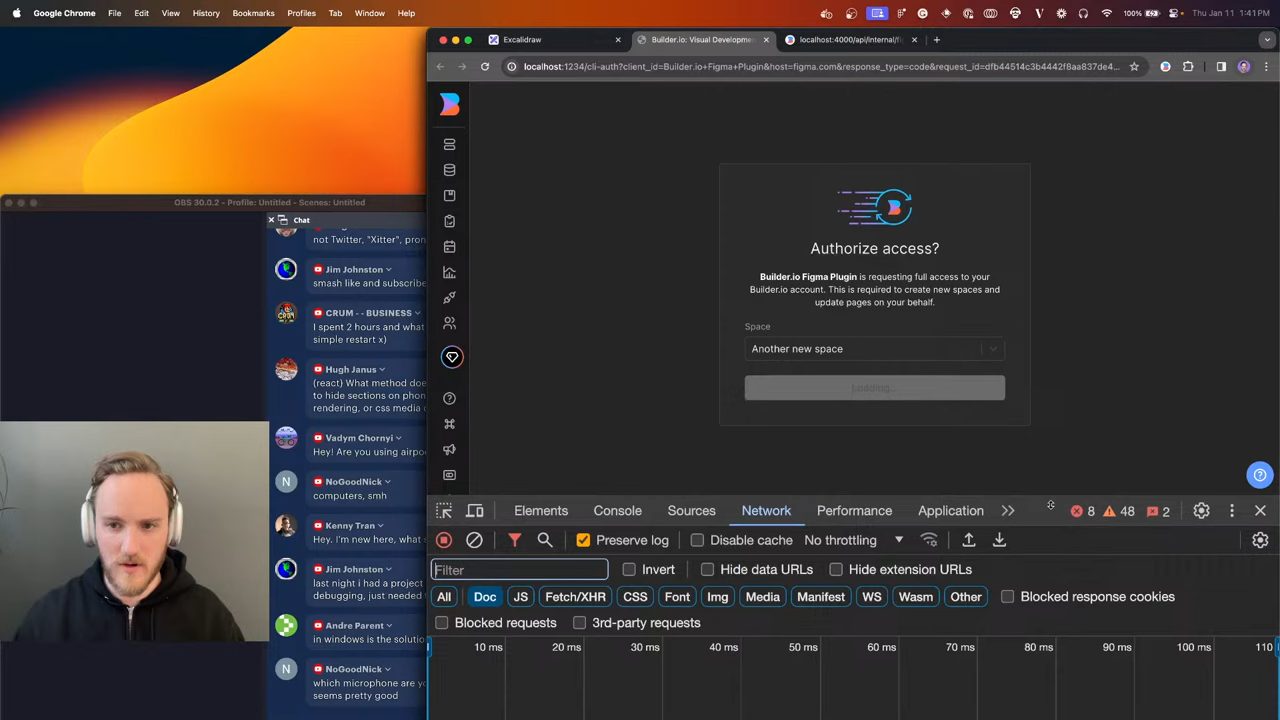 Google Chrome File Edit View History Bookmarks Profiles Tab Window Help
100% Thu Jan 11 1:41 PM
Excalidraw
Builder.io: Visual Developmen
localhost:4000/api/internal/fi
localhost:1234/cli-auth?client_id=Builder.io+Figma+Plugin&host=figma.com&response_type=code&request_id=dfb44514c3b4442f8aa837de4...
Authorize access?
Builder.io Figma Plugin is requesting full access to your
Builder.io account. This is required to create new spaces and
update pages on your behalf.
Space
Another new space
Loading...
OBS 30.0.2 - Profile: Untitled - Scenes: Untitled
Chat
not Twitter, "Xitter", pron
Jim Johnston
smash like and subscribe
CRUM - - BUSINESS
I spent 2 hours and what
simple restart x)
Hugh Janus
(react) What method doe
to hide sections on phon
rendering, or css media
Vadym Chornyi
Hey! Are you using airpo
N
NoGoodNick
computers, smh
Kenny Tran
Hey. I'm new here, what
Jim Johnston
last night i had a project
debugging, just needed
Andre Parent
in windows is the solutio
N
NoGoodNick
which microphone are yo
seems pretty good
Elements Console Sources Network Performance Application 8 48 2
Preserve log Disable cache No throttling
Filter Invert Hide data URLs Hide extension URLs
All Doc JS Fetch/XHR CSS Font Img Media Manifest WS Wasm Other Blocked response cookies
Blocked requests 3rd-party requests
10 ms 20 ms 30 ms 40 ms 50 ms 60 ms 70 ms 80 ms 90 ms 100 ms 110